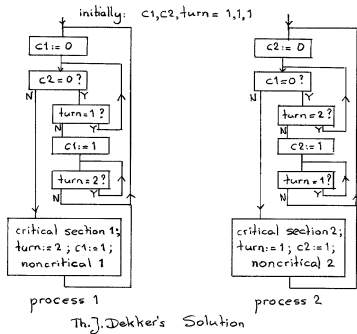 initially: C1,C2,turn = 1,1,1
C1:= 0
C2=0?
N Y
turn=1?
N Y
C1:=1
turn=2?
N Y
critical section 1;
turn:=2; C1:=1;
noncritical 1
process 1
C2:= 0
C1=0?
N Y
turn=2?
N Y
C2:=1
turn=1?
N Y
critical section 2;
turn:=1; C2:=1;
noncritical 2
process 2
Th.J.Dekker's Solution